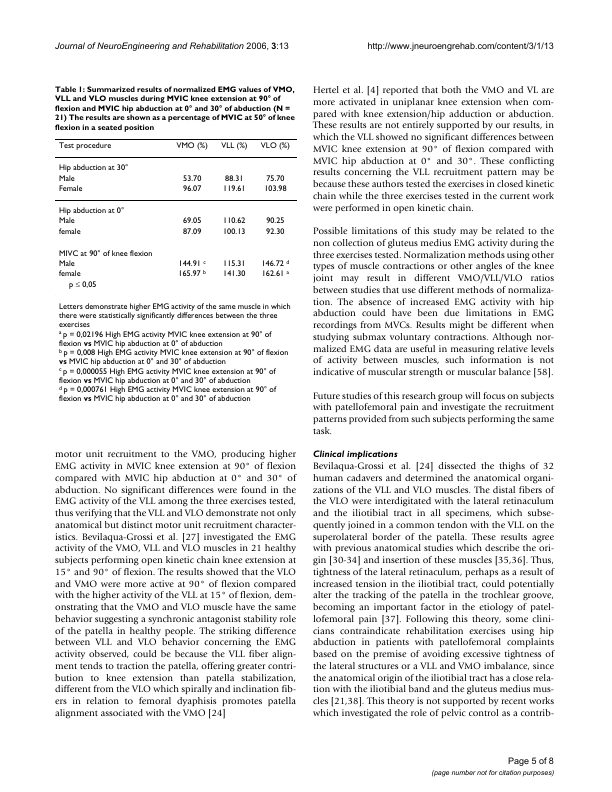 Journal of NeuroEngineering and Rehabilitation 2006, 3:13
http://www.jneuroengrehab.com/content/3/1/13
Table 1: Summarized results of normalized EMG values of VMO,
VLL and VLO muscles during MVIC knee extension at 90° of
flexion and MVIC hip abduction at 0° and 30° of abduction (N =
21) The results are shown as a percentage of MVIC at 50° of knee
flexion in a seated position
Test procedure VMO (%) VLL (%) VLO (%)
Hip abduction at 30°
Male 53.70 88.31 75.70
Female 96.07 119.61 103.98
Hip abduction at 0°
Male 69.05 110.62 90.25
female 87.09 100.13 92.30
MIVC at 90° of knee flexion
Male 144.91 c 115.31 146.72 d
female 165.97 b 141.30 162.61 a
p ≤ 0,05
Letters demonstrate higher EMG activity of the same muscle in which
there were statistically significantly differences between the three
exercises
a p = 0,02196 High EMG activity MVIC knee extension at 90° of
flexion vs MVIC hip abduction at 0° and 30° of abduction
b p = 0,008 High EMG activity MVIC knee extension at 90° of flexion
vs MVIC hip abduction at 0° and 30° of abduction
c p = 0,000055 High EMG activity MVIC knee extension at 90° of
flexion vs MVIC hip abduction at 0° and 30° of abduction
d p = 0,000761 High EMG activity MVIC knee extension at 90° of
flexion vs MVIC hip abduction at 0° and 30° of abduction
motor unit recruitment to the VMO, producing higher
EMG activity in MVIC knee extension at 90° of flexion
compared with MVIC hip abduction at 0° and 30° of
abduction. No significant differences were found in the
EMG activity of the VLL among the three exercises tested,
thus verifying that the VLL and VLO demonstrate not only
anatomical but distinct motor unit recruitment character-
istics. Bevilaqua-Grossi et al. [27] investigated the EMG
activity of the VMO, VLL and VLO muscles in 21 healthy
subjects performing open kinetic chain knee extension at
15° and 90° of flexion. The results showed that the VLO
and VMO were more active at 90° of flexion compared
with the higher activity of the VLL at 15° of flexion, dem-
onstrating that the VMO and VLO muscle have the same
behavior suggesting a synchronic antagonist stability role
of the patella in healthy people. The striking difference
between VLL and VLO behavior concerning the EMG
activity observed, could be because the VLL fiber align-
ment tends to traction the patella, offering greater contri-
bution to knee extension than patella stabilization,
different from the VLO which spirally and inclination fib-
ers in relation to femoral dyaphisis promotes patella
alignment associated with the VMO [24]
Hertel et al. [4] reported that both the VMO and VL are
more activated in uniplanar knee extension when com-
pared with knee extension/hip adduction or abduction.
These results are not entirely supported by our results, in
which the VLL showed no significant differences between
MVIC knee extension at 90° of flexion compared with
MVIC hip abduction at 0° and 30°. These conflicting
results concerning the VLL recruitment pattern may be
because these authors tested the exercises in closed kinetic
chain while the three exercises tested in the current work
were performed in open kinetic chain.
Possible limitations of this study may be related to the
non collection of gluteus medius EMG activity during the
three exercises tested. Normalization methods using other
types of muscle contractions or other angles of the knee
joint may result in different VMO/VLL/VLO ratios
between studies that use different methods of normaliza-
tion. The absence of increased EMG activity with hip
abduction could have been due limitations in EMG
recordings from MVCs. Results might be different when
studying submax voluntary contractions. Although nor-
malized EMG data are useful in measuring relative levels
of activity between muscles, such information is not
indicative of muscular strength or muscular balance [58].
Future studies of this research group will focus on subjects
with patellofemoral pain and investigate the recruitment
patterns provided from such subjects performing the same
task.
Clinical implications
Bevilaqua-Grossi et al. [24] dissected the thighs of 32
human cadavers and determined the anatomical organi-
zations of the VLL and VLO muscles. The distal fibers of
the VLO were interdigitated with the lateral retinaculum
and the iliotibial tract in all specimens, which subse-
quently joined in a common tendon with the VLL on the
superolateral border of the patella. These results agree
with previous anatomical studies which describe the ori-
gin [30-34] and insertion of these muscles [35,36]. Thus,
tightness of the lateral retinaculum, perhaps as a result of
increased tension in the iliotibial tract, could potentially
alter the tracking of the patella in the trochlear groove,
becoming an important factor in the etiology of patel-
lofemoral pain [37]. Following this theory, some clini-
cians contraindicate rehabilitation exercises using hip
abduction in patients with patellofemoral complaints
based on the premise of avoiding excessive tightness of
the lateral structures or a VLL and VMO imbalance, since
the anatomical origin of the iliotibial tract has a close rela-
tion with the iliotibial band and the gluteus medius mus-
cles [21,38]. This theory is not supported by recent works
which investigated the role of pelvic control as a contrib-
Page 5 of 8
(page number not for citation purposes)